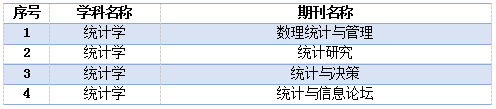 序号 学科名称 期刊名称
1 统计学 数理统计与管理
2 统计学 统计研究
3 统计学 统计与决策
4 统计学 统计与信息论坛